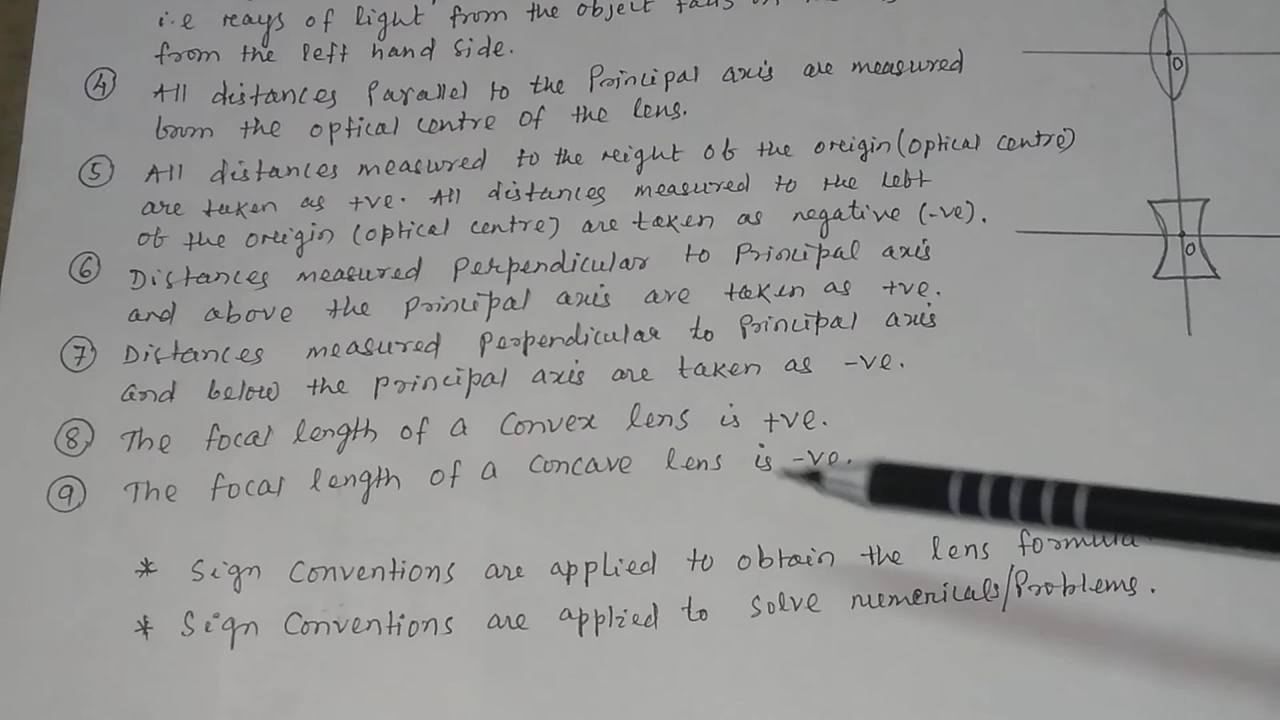 i.e reays of light from the object falls on
from the left hand side.
④ All distances parallel to the Principal axis are measured
from the optical centre of the lens.
⑤ All distances measured to the reight of the oreigin (optical centre)
are taken as +ve. All distances measured to the left
of the oreigin (optical centre) are taken as negative (-ve).
⑥ Distances measured perpendicular to Principal axis
and above the principal axis are taken as +ve.
⑦ Distances measured perpendicular to principal axis
and below the principal axis are taken as -ve.
⑧ The focal length of a convex lens is +ve.
⑨ The focal length of a concave lens is -ve.
* Sign conventions are applied to obtain the lens formula
* Sign conventions are applied to solve numericals/Problems.
O
O